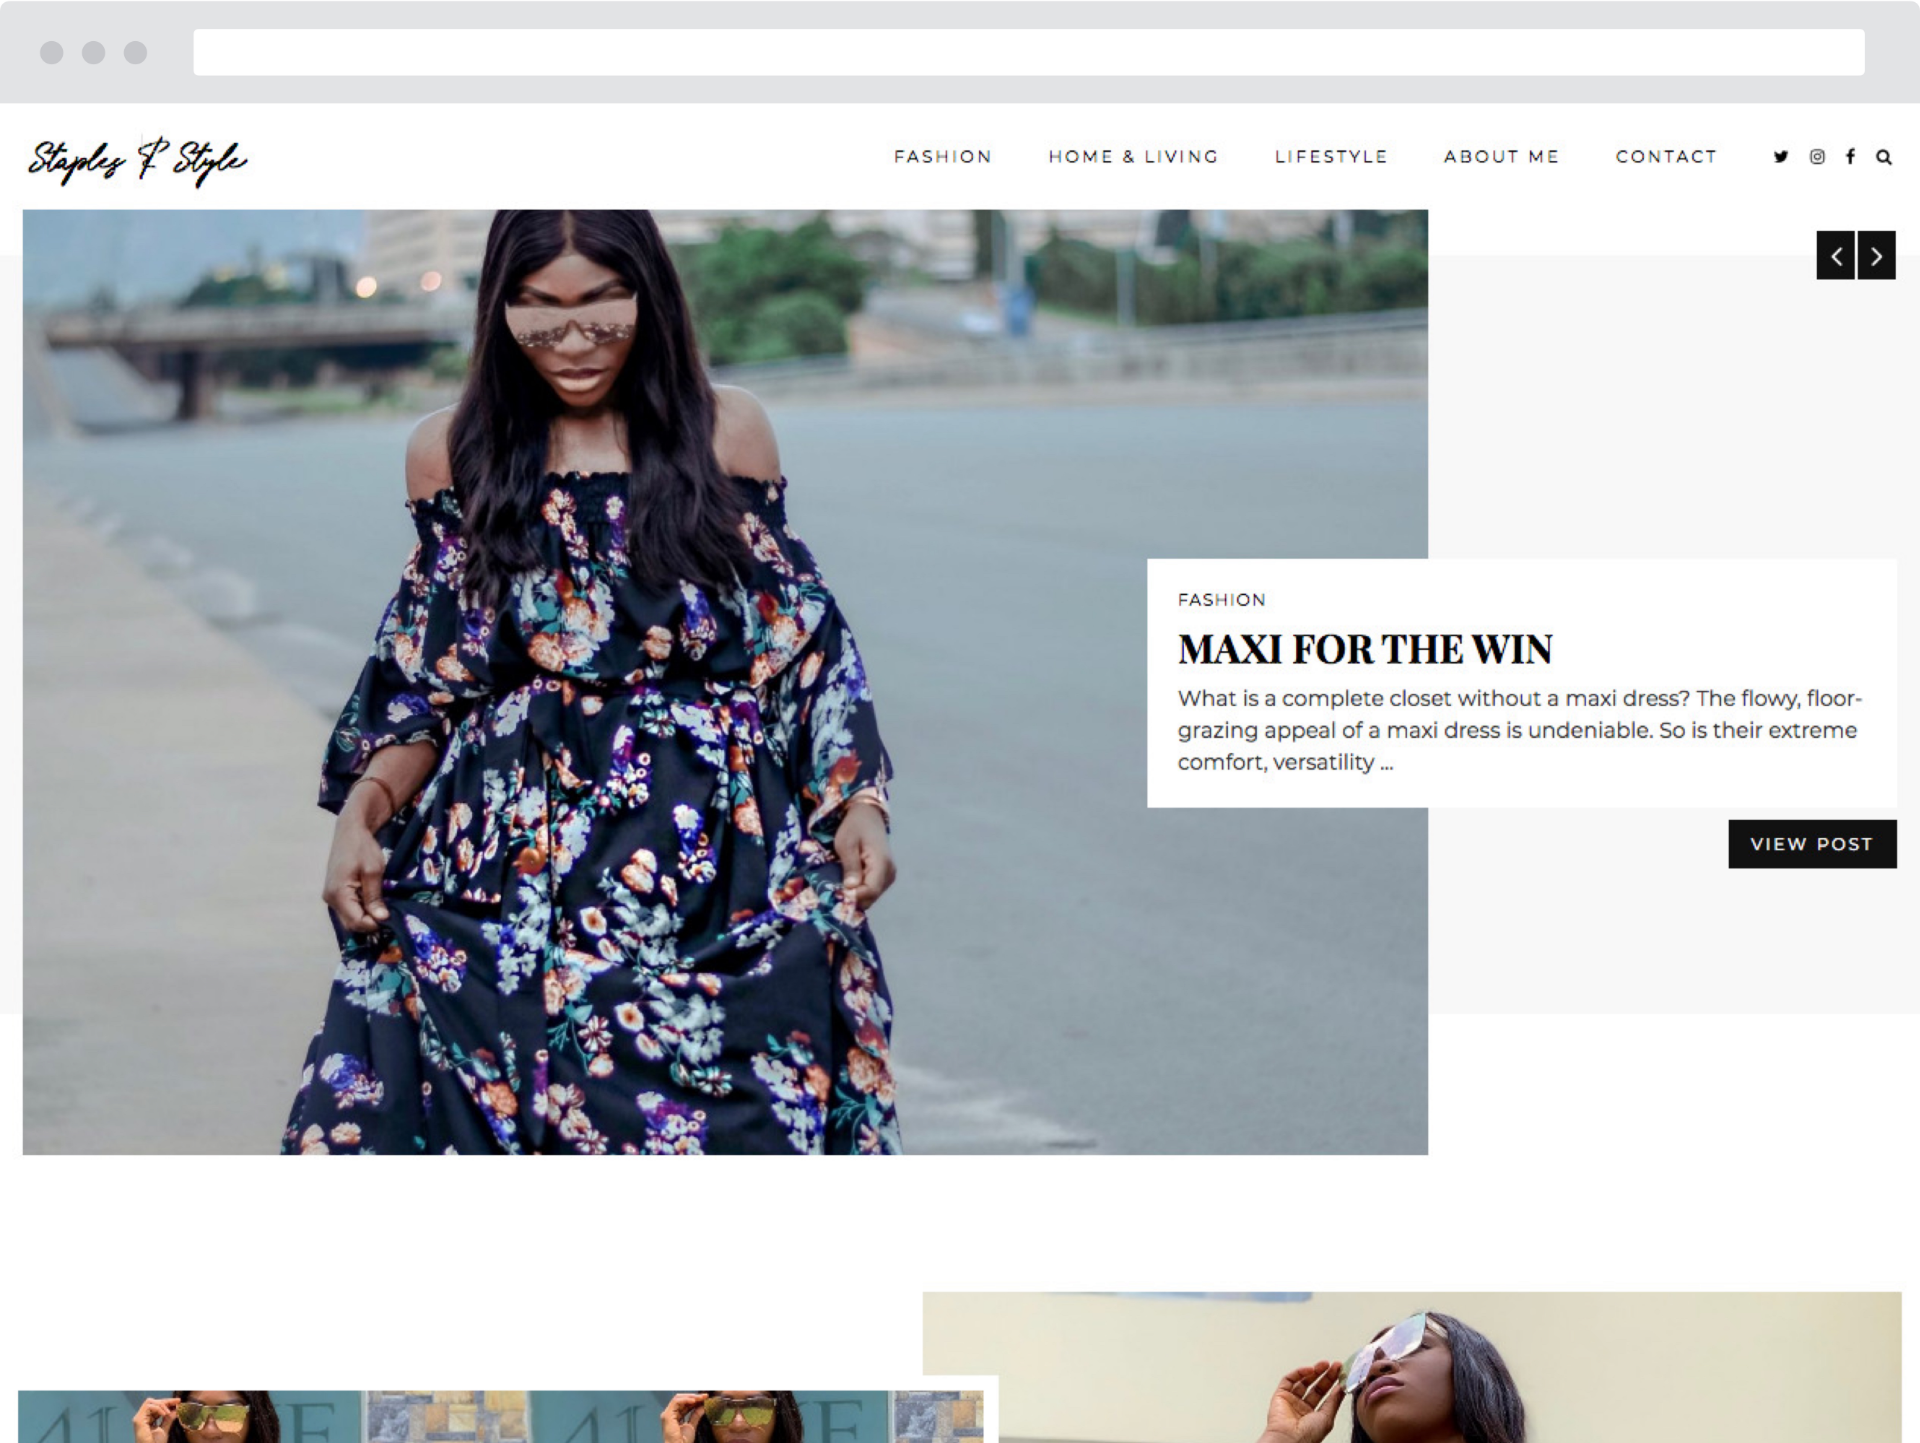 Staples & Style
FASHION
HOME & LIVING
LIFESTYLE
ABOUT ME
CONTACT
FASHION
MAXI FOR THE WIN
What is a complete closet without a maxi dress? The flowy, floor-
grazing appeal of a maxi dress is undeniable. So is their extreme
comfort, versatility ...
VIEW POST